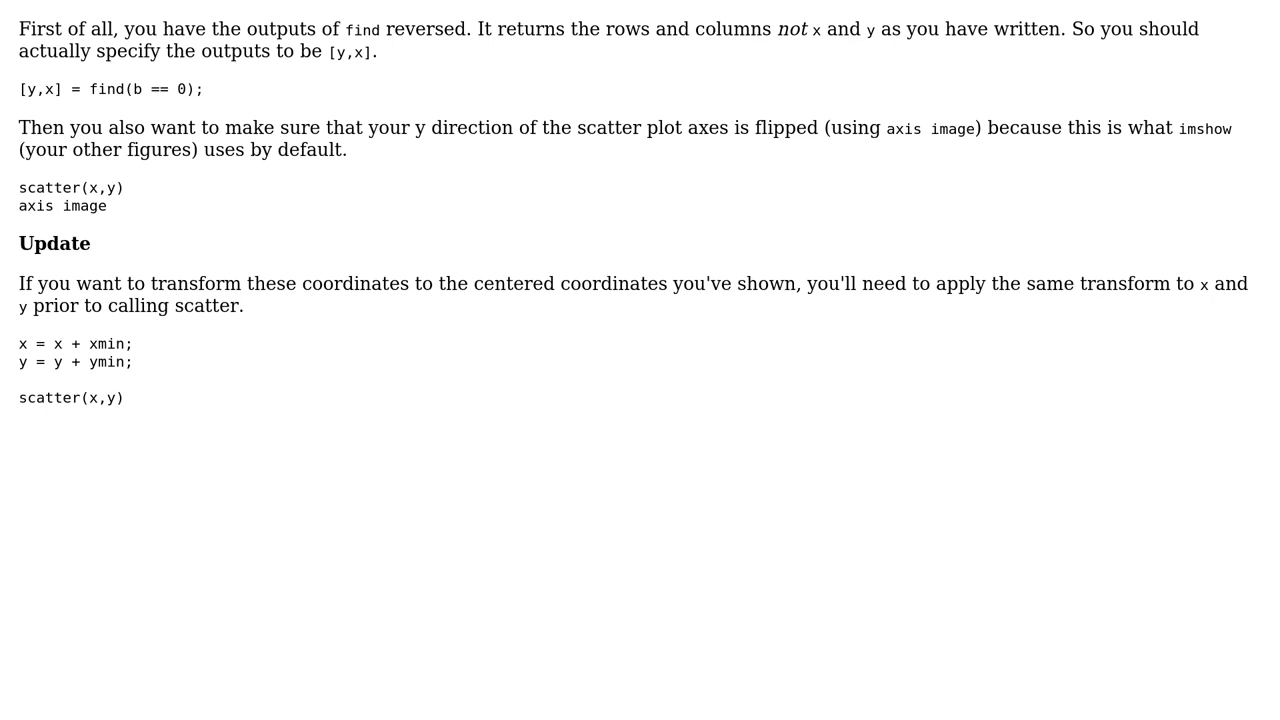 First of all, you have the outputs of find reversed. It returns the rows and columns not x and y as you have written. So you should
actually specify the outputs to be [y,x].
[y,x] = find(b == 0);
Then you also want to make sure that your y direction of the scatter plot axes is flipped (using axis image) because this is what imshow
(your other figures) uses by default.
scatter(x,y)
axis image
Update
If you want to transform these coordinates to the centered coordinates you've shown, you'll need to apply the same transform to x and
y prior to calling scatter.
x = x + xmin;
y = y + ymin;
scatter(x,y)